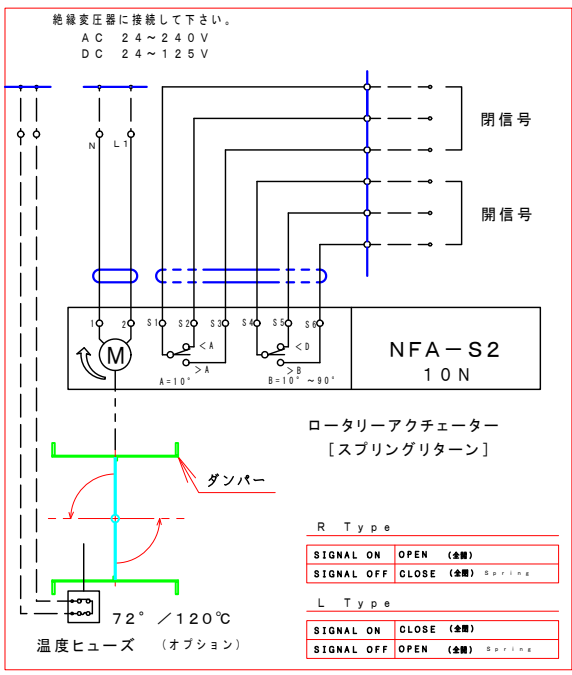 絶縁変圧器に接続して下さい。
AC 24~240V
DC 24~125V
閉信号
N L1
開信号
1 2 S1 S2 S3 S4 S5 S6
M
<A
>A
A=10°
<D
>B
B=10° ~90°
NFA-S2
10N
ロータリーアクチェーター
[スプリングリターン]
ダンパー
R Type
SIGNAL ON OPEN (全開)
SIGNAL OFF CLOSE (全閉) Spring
L Type
SIGNAL ON CLOSE (全閉)
SIGNAL OFF OPEN (全開) Spring
72° /120℃
温度ヒューズ (オプション)